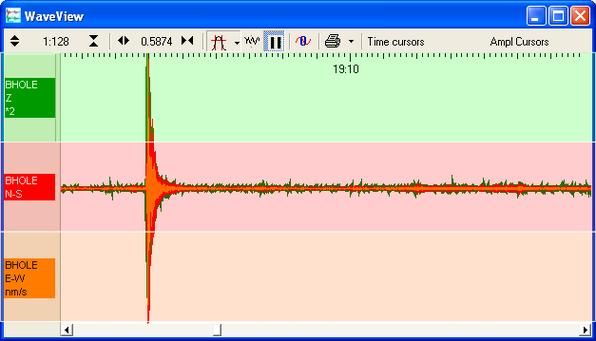 WaveView
1:128 0.5874 Time cursors Ampl Cursors
19:10
BHOLE
Z
*2
BHOLE
N-S
BHOLE
E-W
nm/s